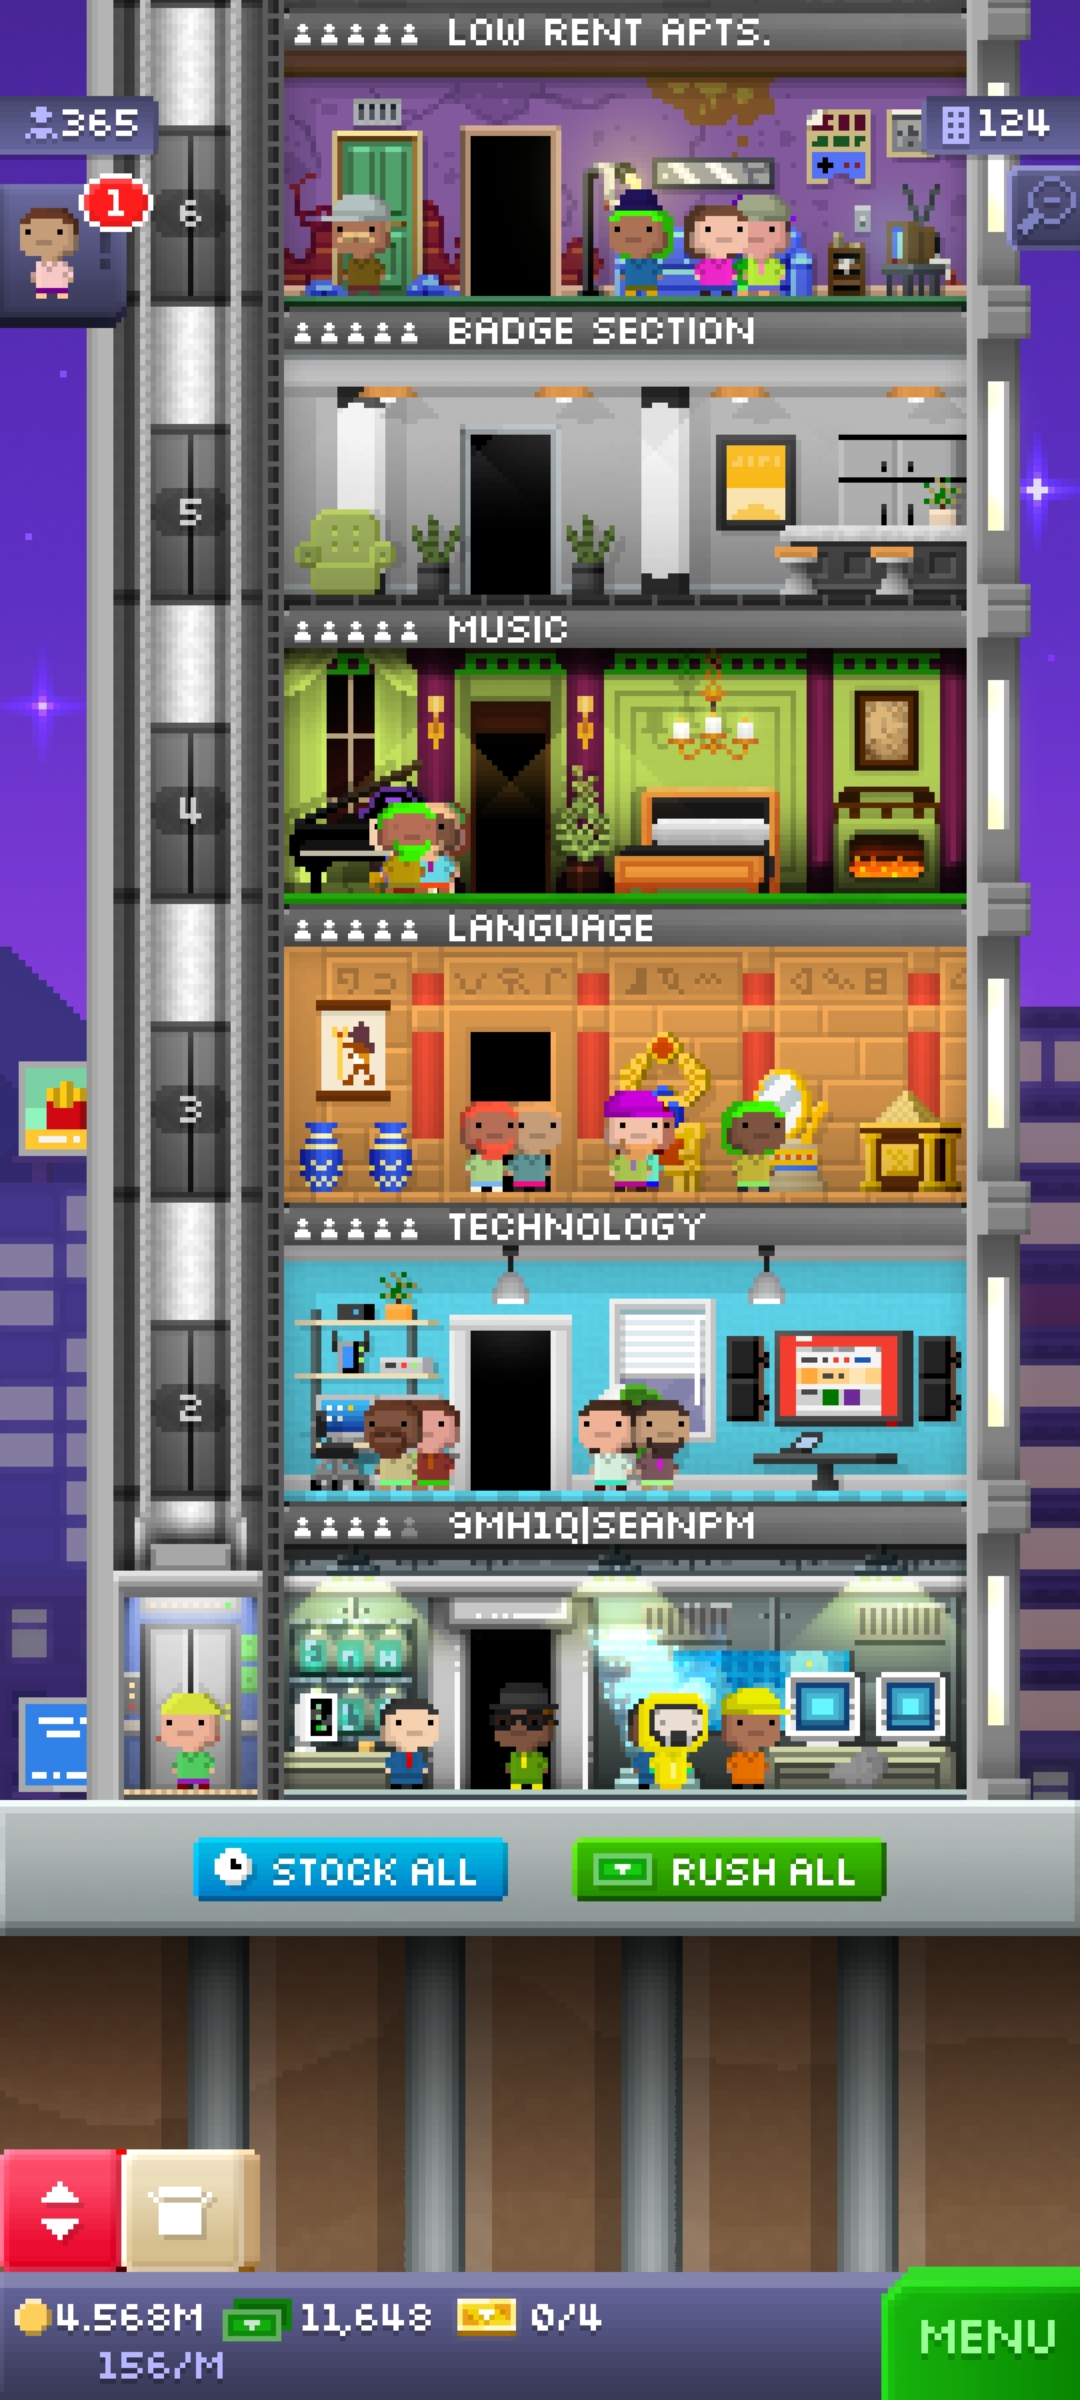 LOW RENT APTS.
365
124
1
6
BADGE SECTION
5
MUSIC
4
LANGUAGE
3
TECHNOLOGY
2
9MH1Q|SEANPM
STOCK ALL
RUSH ALL
4.568M
11,648
0/4
156/M
MENU